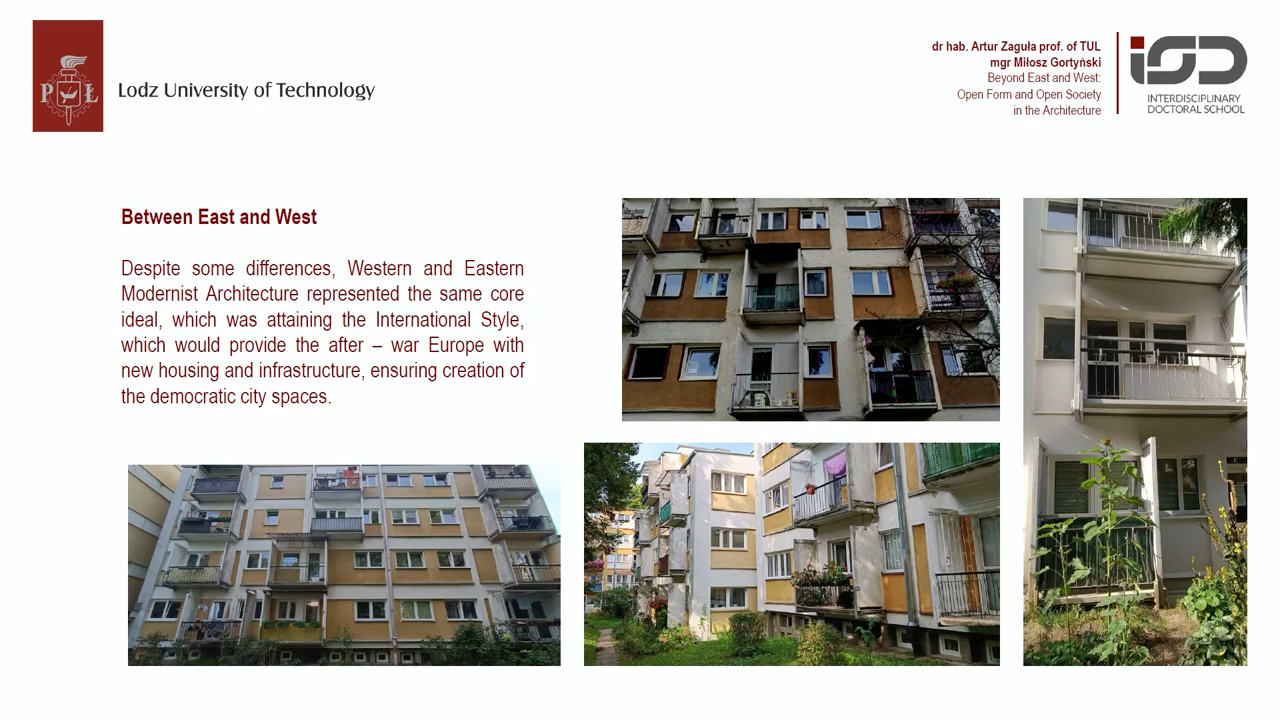 P Ł
Lodz University of Technology
dr hab. Artur Zaguła prof. of TUL
mgr Miłosz Gortyński
Beyond East and West:
Open Form and Open Society
in the Architecture
ISD
INTERDISCIPLINARY
DOCTORAL SCHOOL
Between East and West
Despite some differences, Western and Eastern
Modernist Architecture represented the same core
ideal, which was attaining the International Style,
which would provide the after – war Europe with
new housing and infrastructure, ensuring creation of
the democratic city spaces.